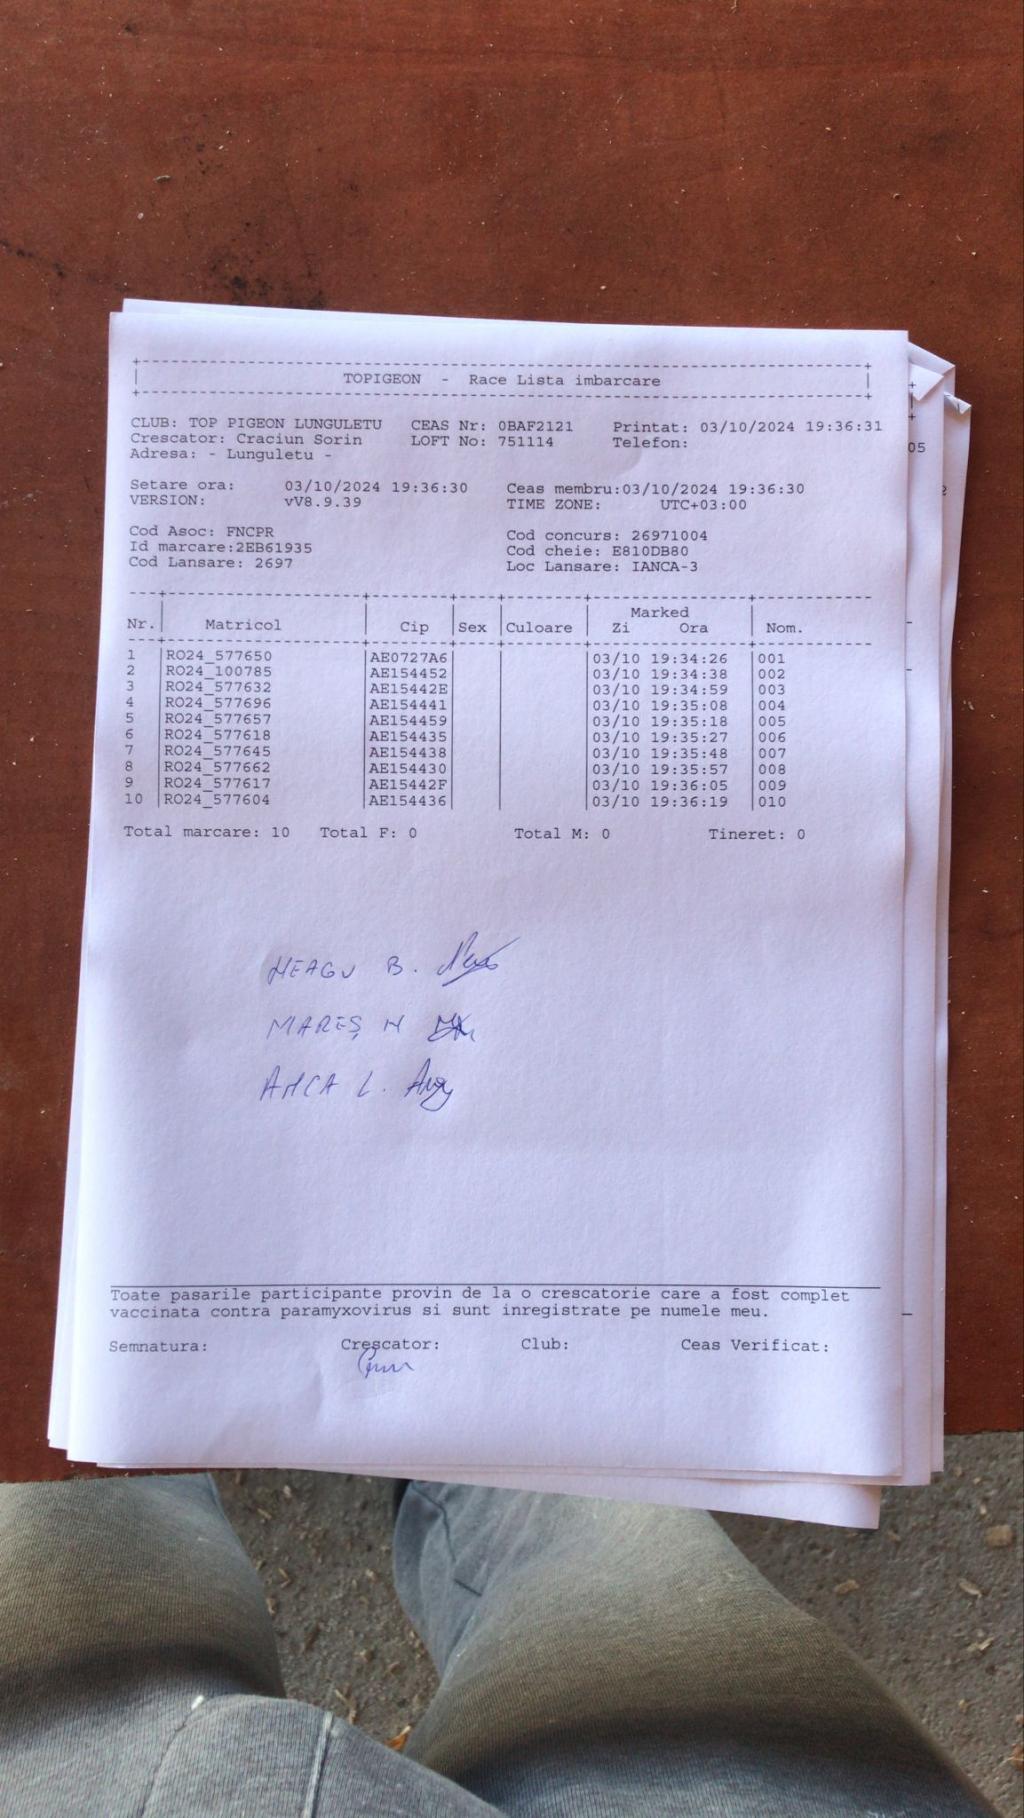 TOPIGEON - Race Lista imbarcare
CLUB: TOP PIGEON LUNGULETU CEAS Nr: 0BAF2121 Printat: 03/10/2024 19:36:31
Crescator: Craciun Sorin LOFT No: 751114 Telefon:
Adresa: - Lunguletu -
Setare ora: 03/10/2024 19:36:30 Ceas membru:03/10/2024 19:36:30
VERSION: vV8.9.39 TIME ZONE: UTC+03:00
Cod Asoc: FNCPR Cod concurs: 26971004
Id marcare:2EB61935 Cod cheie: E810DB80
Cod Lansare: 2697 Loc Lansare: IANCA-3
Marked
Nr. Matricol Cip Sex Culoare Zi Ora Nom.
1 RO24_577650 AE0727A6 03/10 19:34:26 001
2 RO24_100785 AE154452 03/10 19:34:38 002
3 RO24_577632 AE15442E 03/10 19:34:59 003
4 RO24_577696 AE154441 03/10 19:35:08 004
5 RO24_577657 AE154459 03/10 19:35:18 005
6 RO24_577618 AE154435 03/10 19:35:27 006
7 RO24_577645 AE154438 03/10 19:35:48 007
8 RO24_577662 AE154430 03/10 19:35:57 008
9 RO24_577617 AE15442F 03/10 19:36:05 009
10 RO24_577604 AE154436 03/10 19:36:19 010
Total marcare: 10 Total F: 0 Total M: 0 Tineret: 0
NEAGU B.
MAREȘ N
ANCA L.
Toate pasarile participante provin de la o crescatorie care a fost complet
vaccinata contra paramyxovirus si sunt inregistrate pe numele meu.
Semnatura: Crescator: Club: Ceas Verificat:
05
2